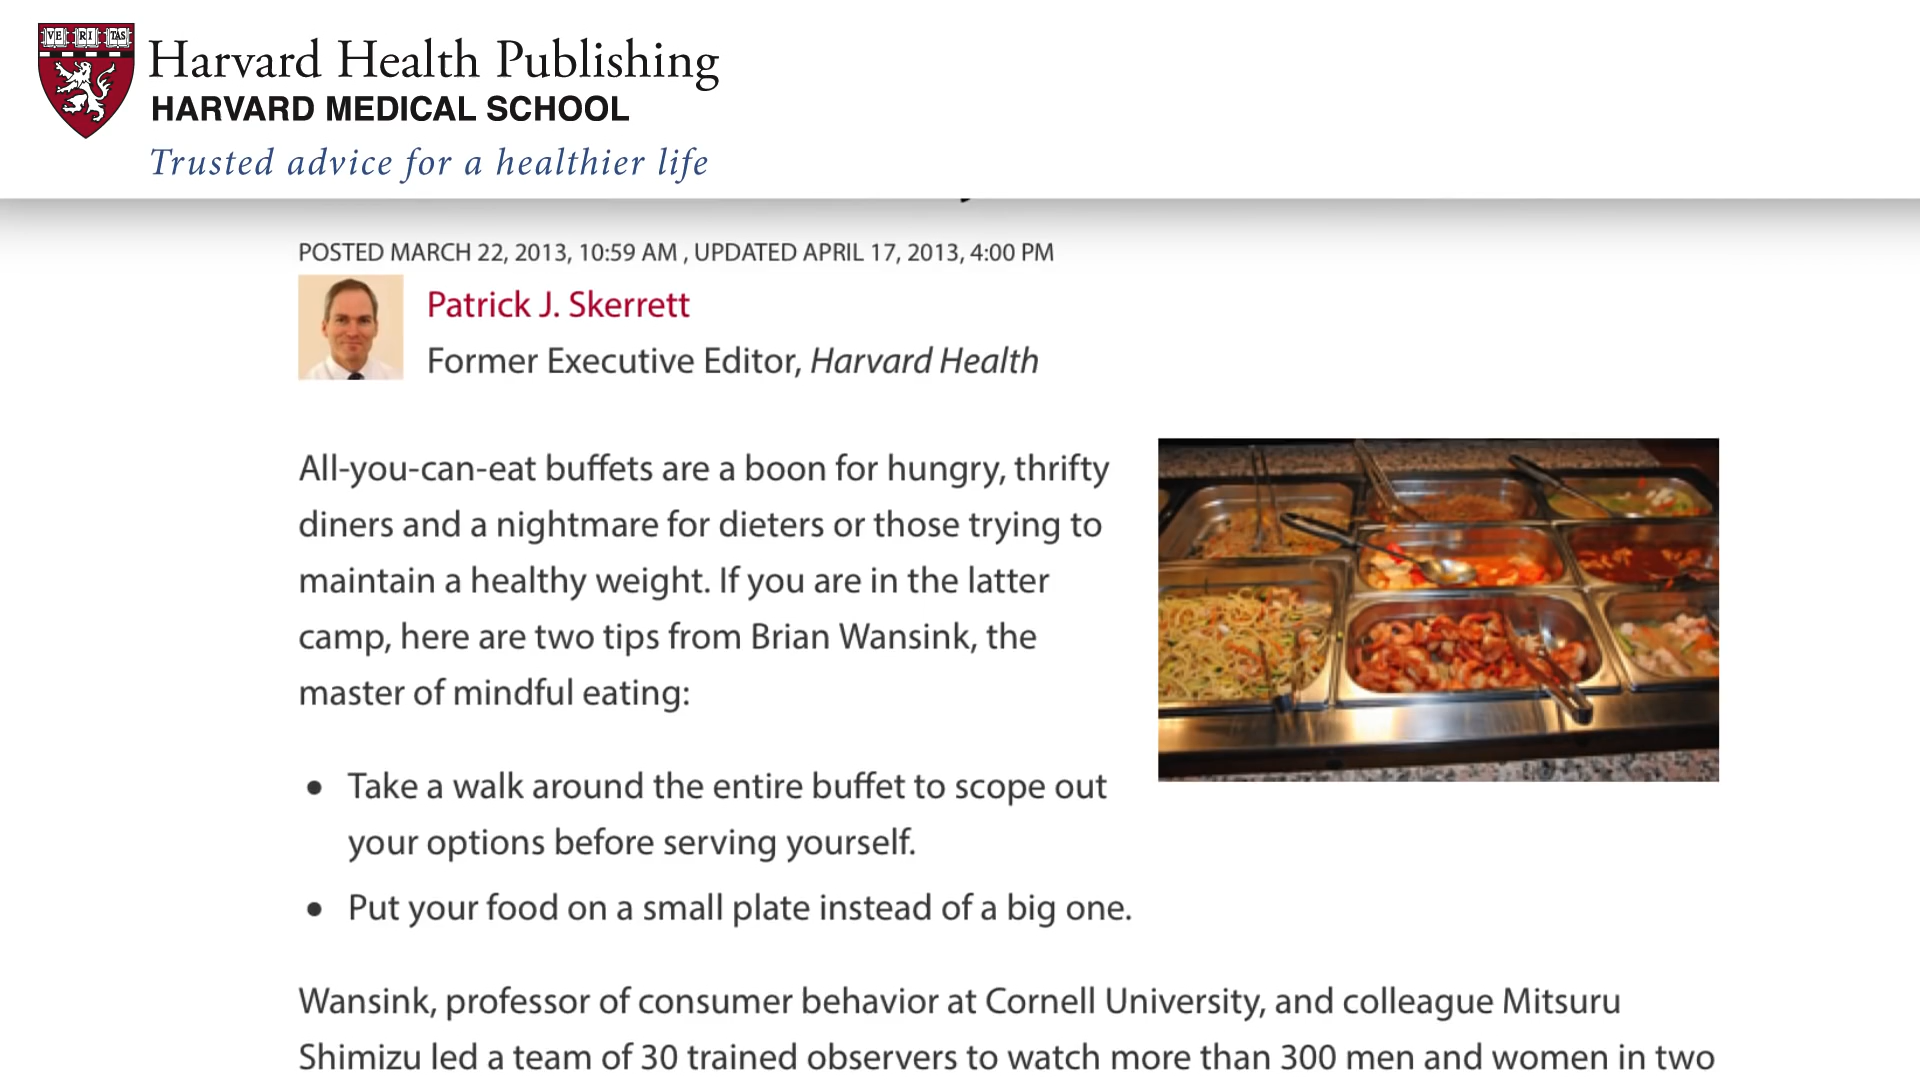 VE RI TAS
Harvard Health Publishing
HARVARD MEDICAL SCHOOL
Trusted advice for a healthier life
POSTED MARCH 22, 2013, 10:59 AM , UPDATED APRIL 17, 2013, 4:00 PM
Patrick J. Skerrett
Former Executive Editor, Harvard Health
All-you-can-eat buffets are a boon for hungry, thrifty
diners and a nightmare for dieters or those trying to
maintain a healthy weight. If you are in the latter
camp, here are two tips from Brian Wansink, the
master of mindful eating:
• Take a walk around the entire buffet to scope out
your options before serving yourself.
• Put your food on a small plate instead of a big one.
Wansink, professor of consumer behavior at Cornell University, and colleague Mitsuru
Shimizu led a team of 30 trained observers to watch more than 300 men and women in two